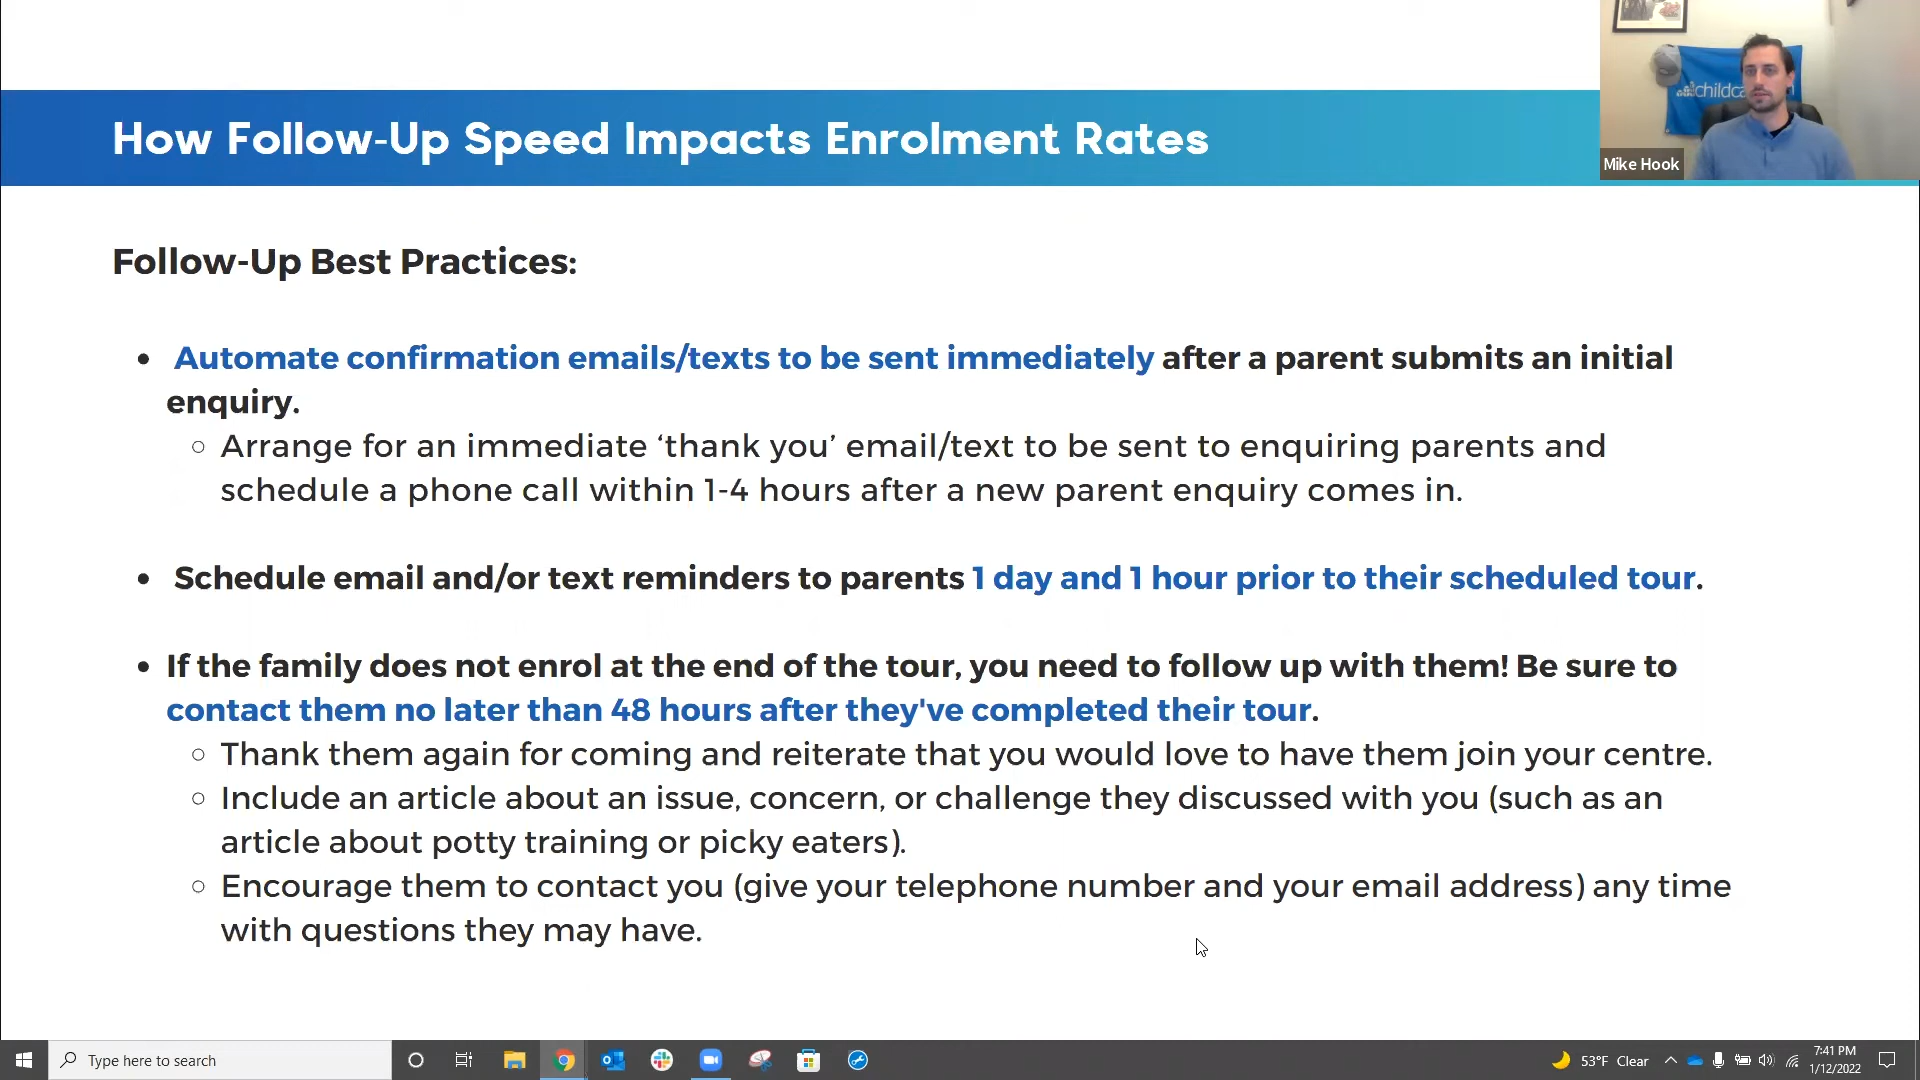 How Follow-Up Speed Impacts Enrolment Rates
childca
Mike Hook
Follow-Up Best Practices:
• Automate confirmation emails/texts to be sent immediately after a parent submits an initial
enquiry.
○ Arrange for an immediate ‘thank you’ email/text to be sent to enquiring parents and
schedule a phone call within 1-4 hours after a new parent enquiry comes in.
• Schedule email and/or text reminders to parents 1 day and 1 hour prior to their scheduled tour.
• If the family does not enrol at the end of the tour, you need to follow up with them! Be sure to
contact them no later than 48 hours after they've completed their tour.
○ Thank them again for coming and reiterate that you would love to have them join your centre.
○ Include an article about an issue, concern, or challenge they discussed with you (such as an
article about potty training or picky eaters).
○ Encourage them to contact you (give your telephone number and your email address) any time
with questions they may have.
Type here to search
53°F Clear
7:41 PM
1/12/2022